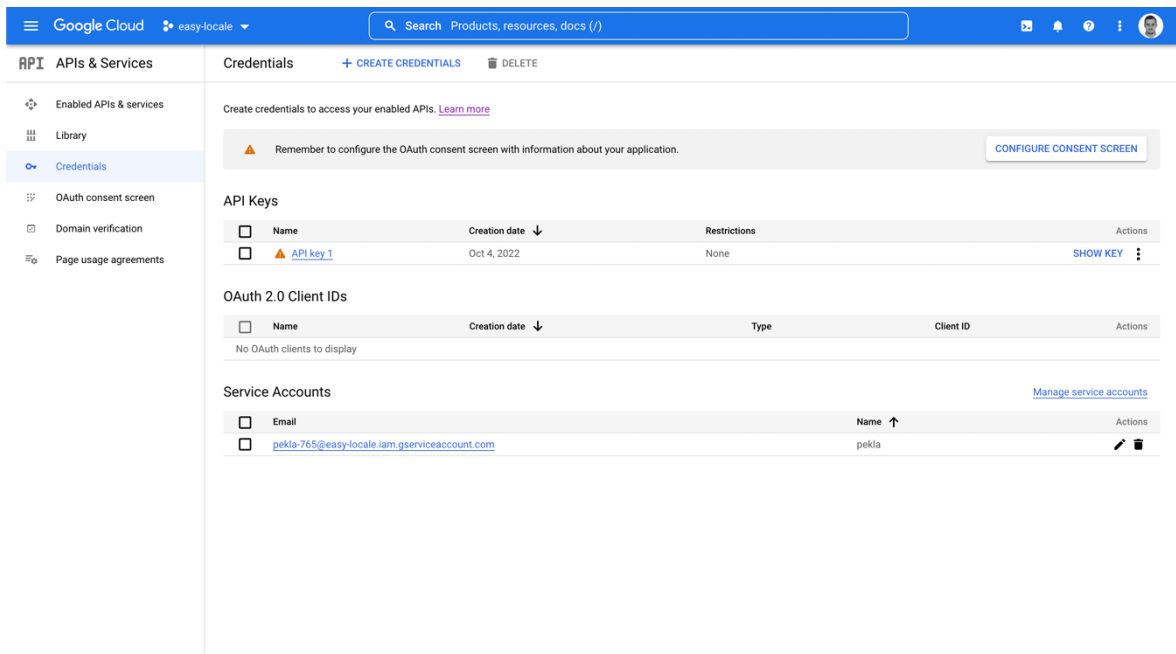 Google Cloud easy-locale Search Products, resources, docs (/)
API APIs & Services
Enabled APIs & services
Library
Credentials
OAuth consent screen
Domain verification
Page usage agreements
Credentials + CREATE CREDENTIALS DELETE
Create credentials to access your enabled APIs. Learn more
Remember to configure the OAuth consent screen with information about your application. CONFIGURE CONSENT SCREEN
API Keys
Name Creation date Restrictions Actions
API key 1 Oct 4, 2022 None SHOW KEY
OAuth 2.0 Client IDs
Name Creation date Type Client ID Actions
No OAuth clients to display
Service Accounts Manage service accounts
Email Name Actions
pekla-765@easy-locale.iam.gserviceaccount.com pekla